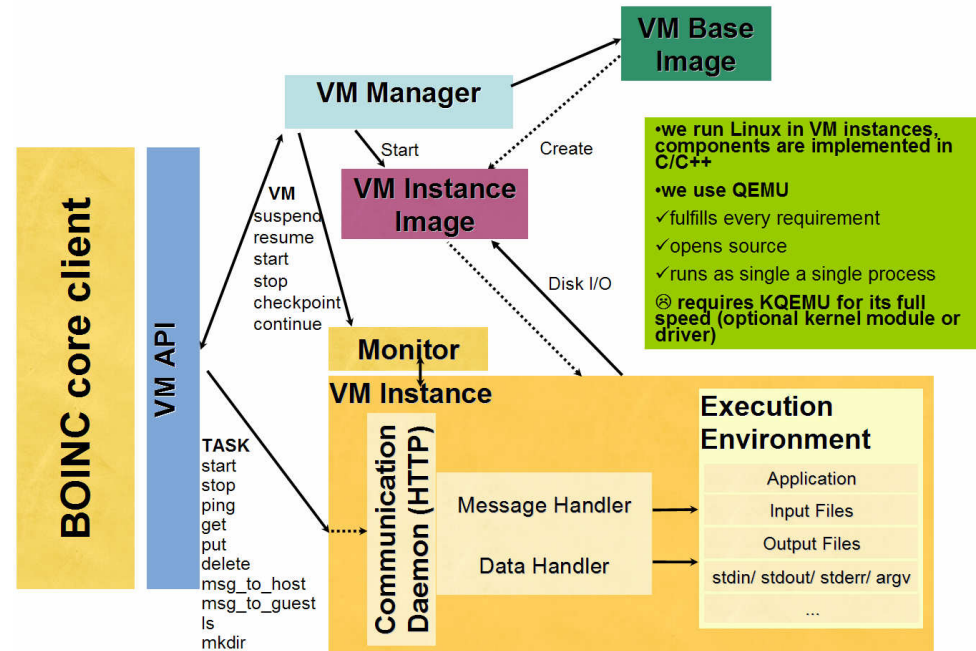 BOINC core client
VM API
VM Manager
VM Base
Image
Start
Create
VM Instance
Image
VM
suspend
resume
start
stop
checkpoint
continue
Disk I/O
•we run Linux in VM instances,
components are implemented in
C/C++
•we use QEMU
✓fulfills every requirement
✓opens source
✓runs as single a single process
☹ requires KQEMU for its full
speed (optional kernel module or
driver)
Monitor
VM Instance
TASK
start
stop
ping
get
put
delete
msg_to_host
msg_to_guest
ls
mkdir
Communication
Daemon (HTTP)
Message Handler
Data Handler
Execution
Environment
Application
Input Files
Output Files
stdin/ stdout/ stderr/ argv
...